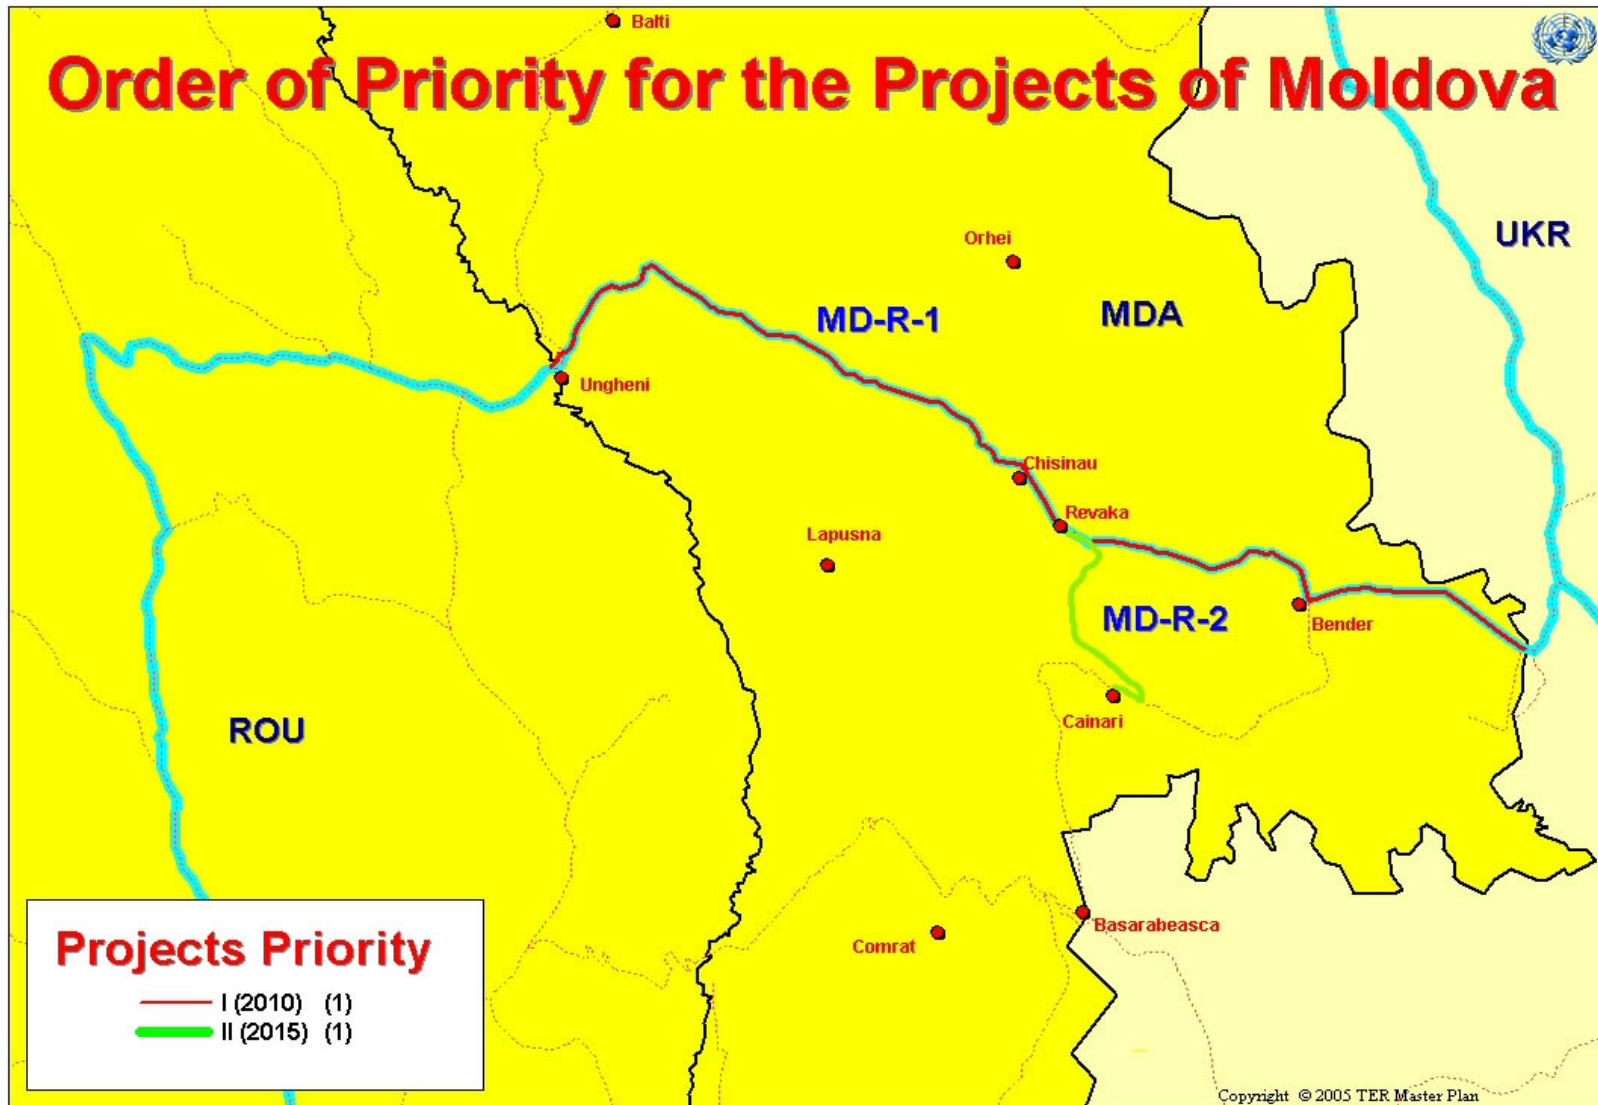 Balti
Order of Priority for the Projects of Moldova
UKR
Orhei
MD-R-1
MDA
Ungheni
Chisinau
Revaka
Lapusna
MD-R-2
Bender
Cainari
ROU
Basarabeasca
Comrat
Projects Priority
I (2010) (1)
II (2015) (1)
Copyright © 2005 TER Master Plan